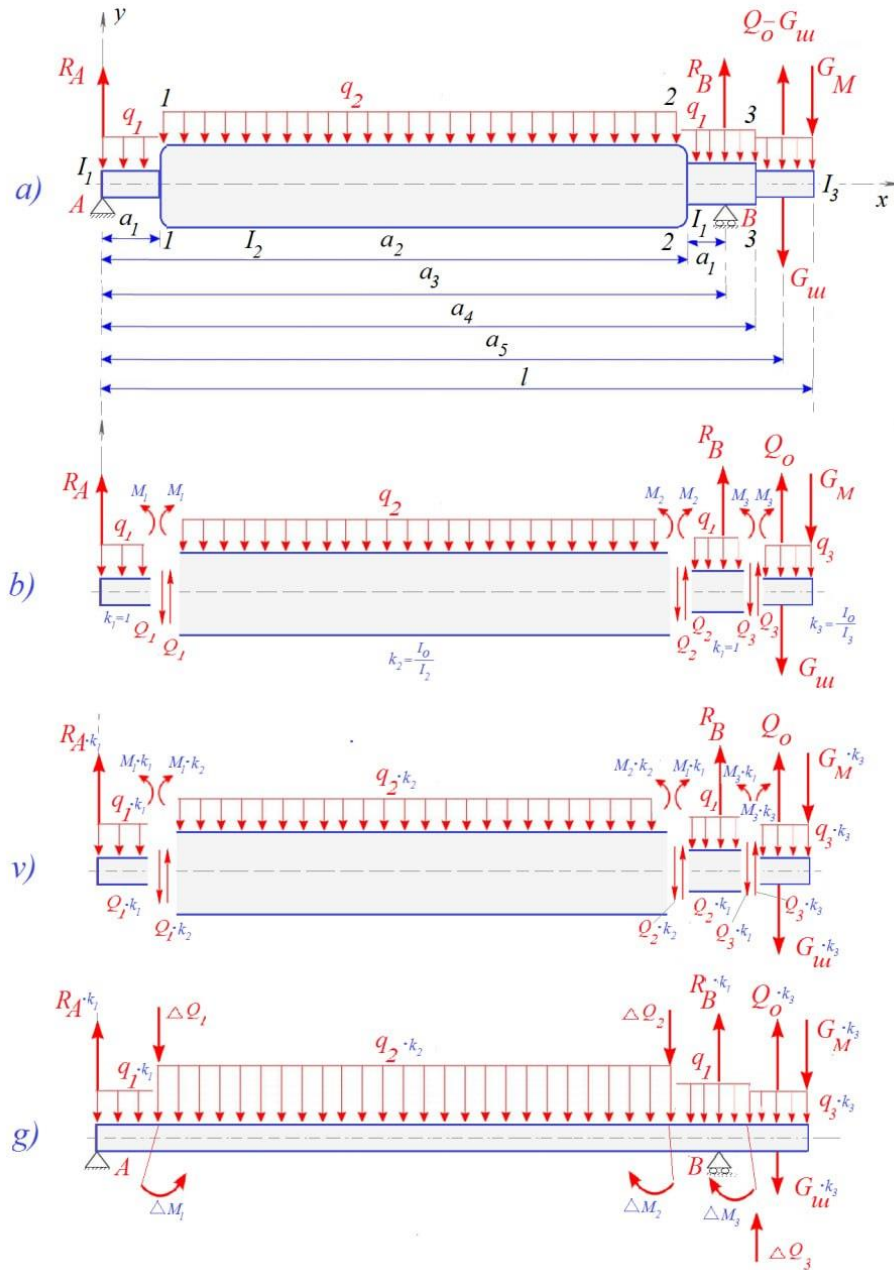 y
Q_o - G_ш
R_A
R_B
G_M
1
q_2
2
q_1
q_1
3
a)
I_1
I_3
x
A
B
a_1
1
I_2
a_2
2
I_1
a_1
3
G_ш
a_3
a_4
a_5
l
R_A
R_B
Q_o
G_M
M_1 M_1
q_2
M_2 M_2
M_3 M_3
q_1
q_1
q_3
b)
k_1=1
Q_1
Q_1
k_2=I_o/I_2
Q_2
Q_2
k_1=1
Q_3
Q_3
k_3=I_o/I_3
G_ш
R_A·k_1
R_B
Q_o
G_M·k_3
M_1·k_1 M_1·k_2
q_2·k_2
M_2·k_2 M_1·k_1
M_3·k_1
M_3·k_3
q_1·k_1
q_1
q_3·k_3
v)
Q_1·k_1
Q_1·k_2
Q_2·k_2
Q_2·k_1
Q_3·k_1
Q_3·k_3
G_ш·k_3
R_A·k_1
△Q_1
△Q_2
R_B·k_1
Q_o·k_3
G_M·k_3
q_1·k_1
q_2·k_2
q_1
q_3·k_3
g)
A
B
△M_1
△M_2
△M_3
G_ш·k_3
△Q_3